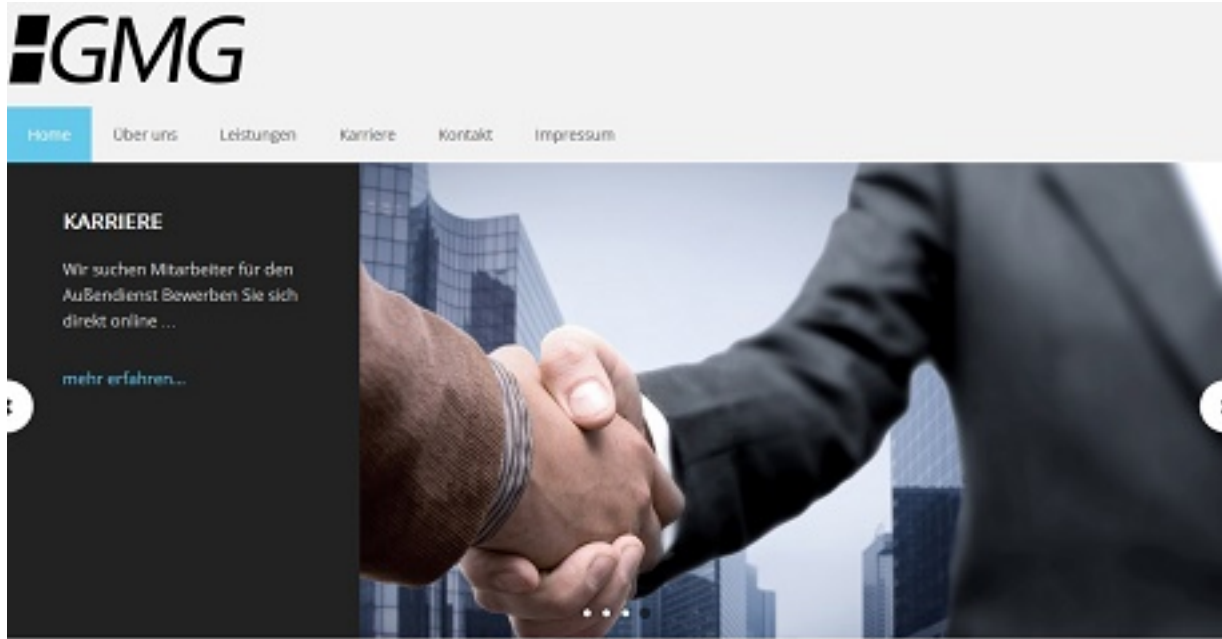 GMG
Home Über uns Leistungen Karriere Kontakt Impressum
KARRIERE
Wir suchen Mitarbeiter für den
Außendienst Bewerben Sie sich
direkt online ...
mehr erfahren...